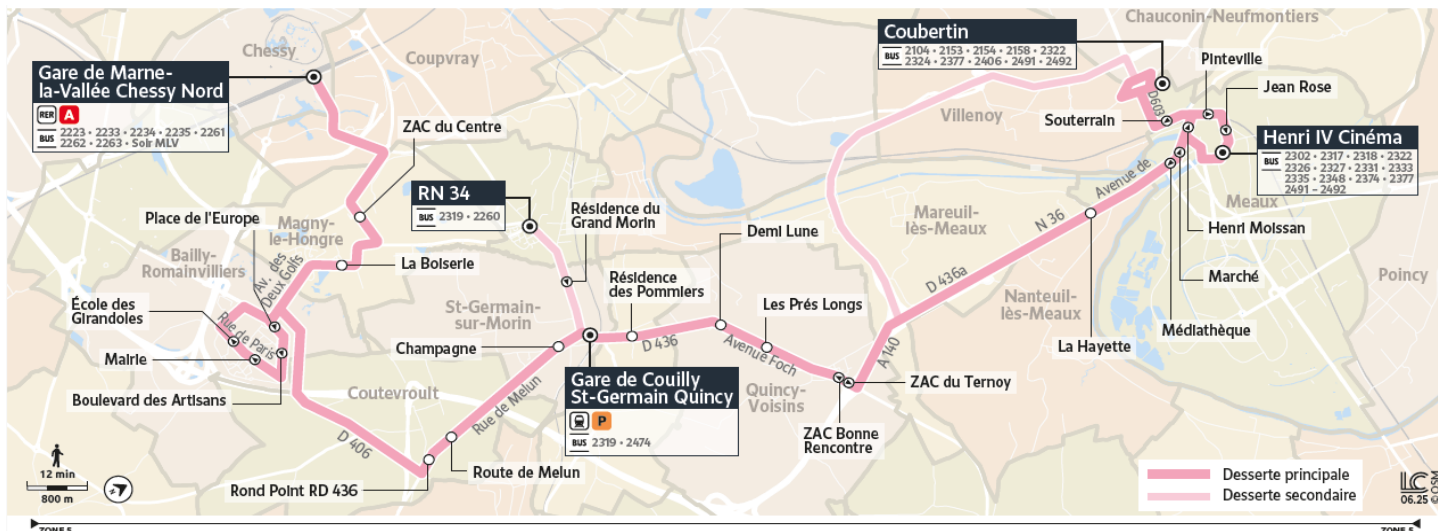 Chessy
Coupvray
Gare de Marne-
la-Vallée Chessy Nord
RER A
BUS 2223 • 2233 • 2234 • 2235 • 2261
2262 • 2263 • Soir MLV
ZAC du Centre
RN 34
BUS 2319 • 2260
Place de l'Europe
Magny-
le-Hongre
Bailly-
Romainvilliers
Av. des
Deux Golfs
La Boiserie
École des
Girandoles
Rue de Paris
Mairie
Boulevard des Artisans
Coutevroult
D 406
Rond Point RD 436
Route de Melun
Rue de Melun
Champagne
St-Germain-
sur-Morin
Résidence du
Grand Morin
Résidence
des Pommiers
D 436
Gare de Couilly
St-Germain Quincy
P
BUS 2319 • 2474
Demi Lune
Les Prés Longs
Avenue Foch
Quincy-
Voisins
ZAC Bonne
Rencontre
ZAC du Ternoy
A 140
D 436a
N 36
Avenue de
Mareuil-
lès-Meaux
Nanteuil-
lès-Meaux
La Hayette
Villenoy
Chauconin-Neufmontiers
Coubertin
BUS 2104 • 2153 • 2154 • 2158 • 2322
2324 • 2377 • 2406 • 2491 • 2492
D603
Souterrain
Pinteville
Jean Rose
Henri IV Cinéma
BUS 2302 • 2317 • 2318 • 2322
2326 • 2327 • 2331 • 2333
2335 • 2348 • 2374 • 2377
2491 – 2492
Meaux
Henri Moissan
Marché
Médiathèque
Poincy
12 min
800 m
Desserte principale
Desserte secondaire
LC
06.25
©OSM
ZONE 5
ZONE 5